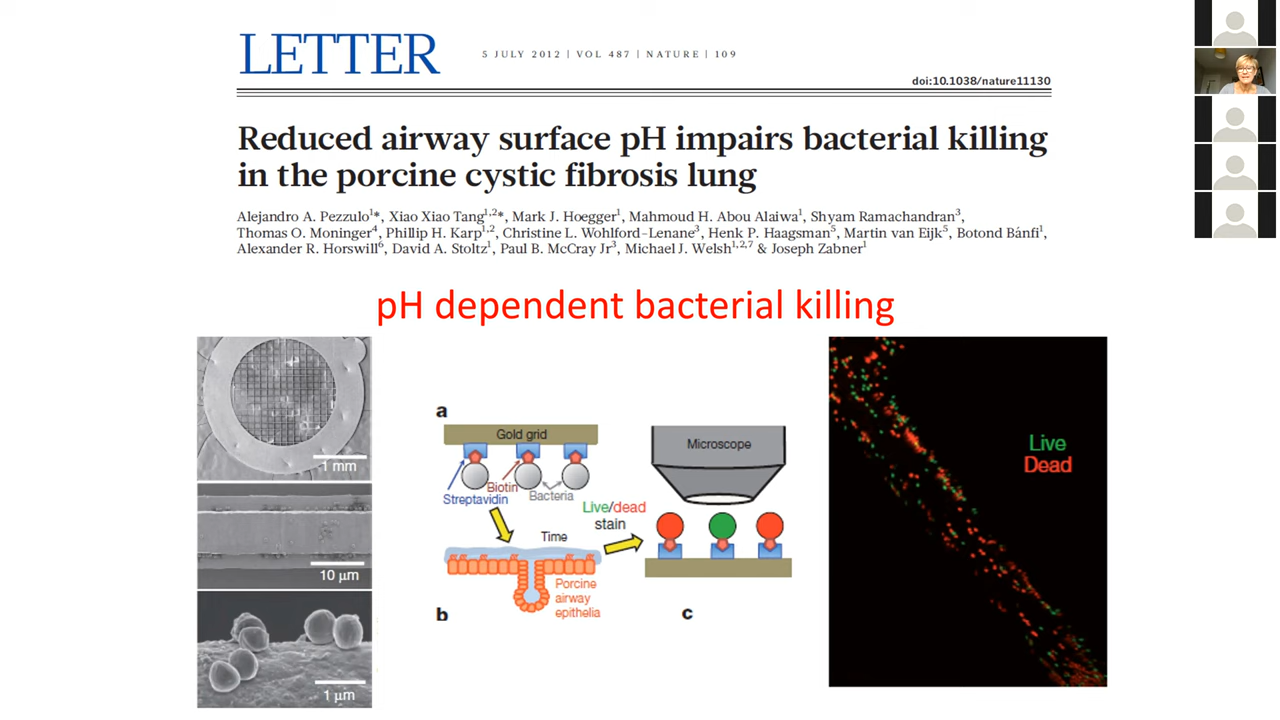 LETTER
5 JULY 2012 | VOL 487 | NATURE | 109
doi:10.1038/nature11130
Reduced airway surface pH impairs bacterial killing
in the porcine cystic fibrosis lung
Alejandro A. Pezzulo¹*, Xiao Xiao Tang¹,²*, Mark J. Hoegger¹, Mahmoud H. Abou Alaiwa¹, Shyam Ramachandran³,
Thomas O. Moninger⁴, Phillip H. Karp¹,², Christine L. Wohlford-Lenane³, Henk P. Haagsman⁵, Martin van Eijk⁵, Botond Bánfi¹,
Alexander R. Horswill⁶, David A. Stoltz¹, Paul B. McCray Jr³, Michael J. Welsh¹,²,⁷ & Joseph Zabner¹
pH dependent bacterial killing
1 mm
10 µm
1 µm
a
Gold grid
Biotin
Streptavidin
Bacteria
Live/dead
stain
Time
Porcine
airway
epithelia
b
Microscope
c
Live
Dead